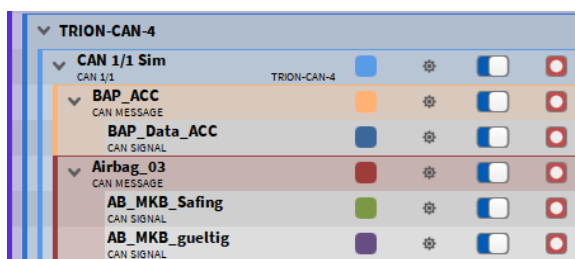 TRION-CAN-4
CAN 1/1 Sim
CAN 1/1 TRION-CAN-4
BAP_ACC
CAN MESSAGE
BAP_Data_ACC
CAN SIGNAL
Airbag_03
CAN MESSAGE
AB_MKB_Safing
CAN SIGNAL
AB_MKB_gueltig
CAN SIGNAL